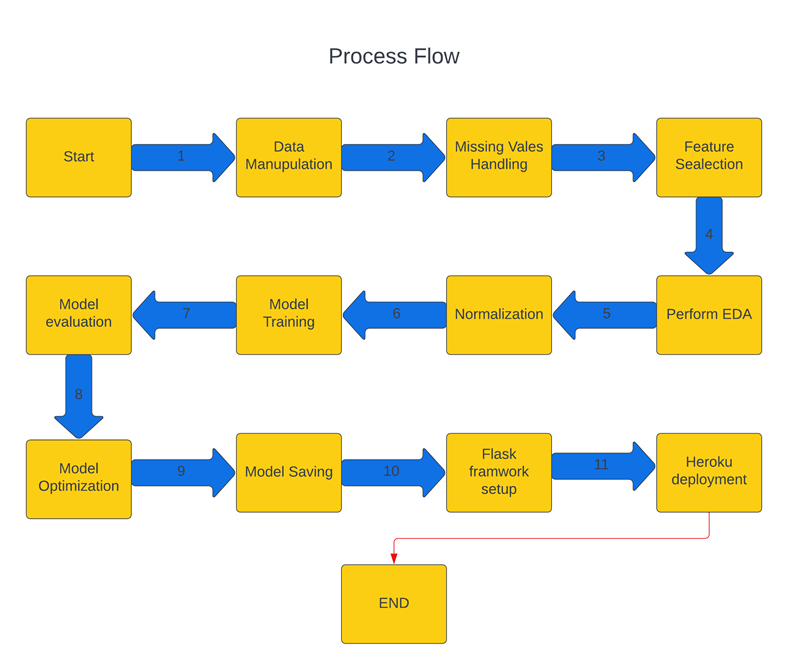 Process Flow
Start
1
Data
Manupulation
2
Missing Vales
Handling
3
Feature
Sealection
4
Perform EDA
5
Normalization
6
Model
Training
7
Model
evaluation
8
Model
Optimization
9
Model Saving
10
Flask
framwork
setup
11
Heroku
deployment
END